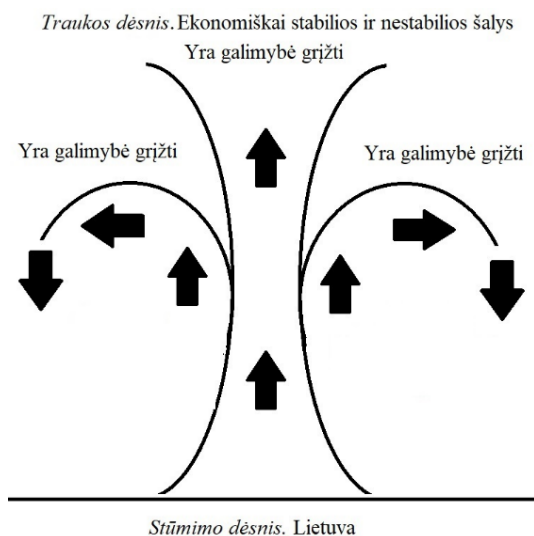 Traukos dėsnis. Ekonomiškai stabilios ir nestabilios šalys
Yra galimybė grįžti
Yra galimybė grįžti
Yra galimybė grįžti
Stūmimo dėsnis. Lietuva